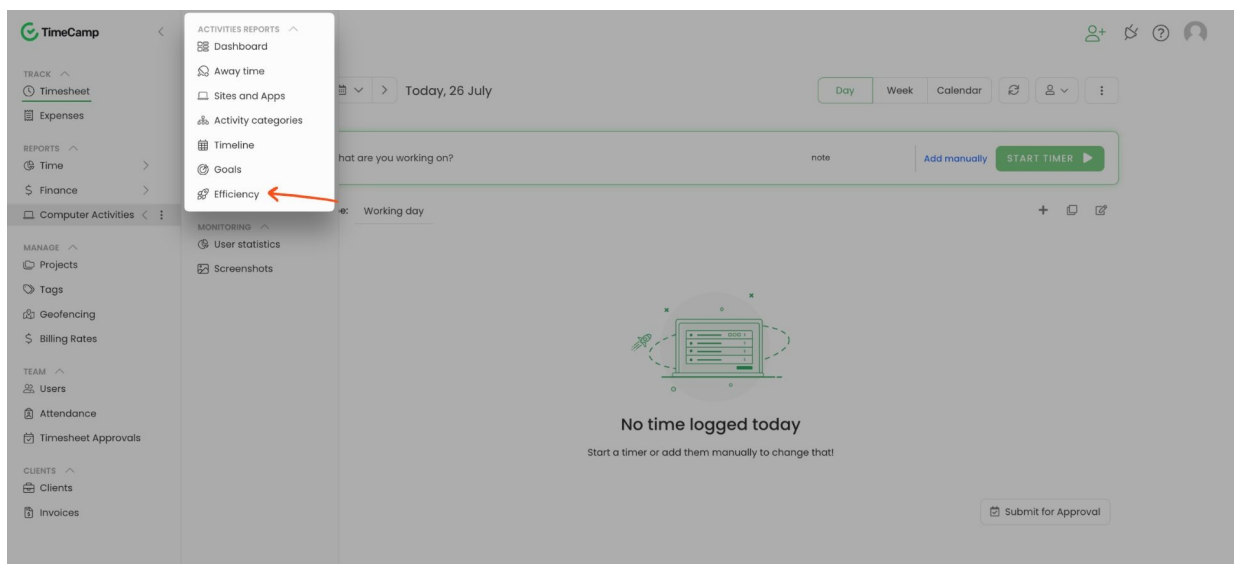 TimeCamp
TRACK
Timesheet
Expenses
REPORTS
Time
Finance
Computer Activities
MANAGE
Projects
Tags
Geofencing
Billing Rates
TEAM
Users
Attendance
Timesheet Approvals
CLIENTS
Clients
Invoices
ACTIVITIES REPORTS
Dashboard
Away time
Sites and Apps
Activity categories
Timeline
Goals
Efficiency
MONITORING
User statistics
Screenshots
Today, 26 July
Day Week Calendar
hat are you working on? note Add manually START TIMER
e: Working day
No time logged today
Start a timer or add them manually to change that!
Submit for Approval